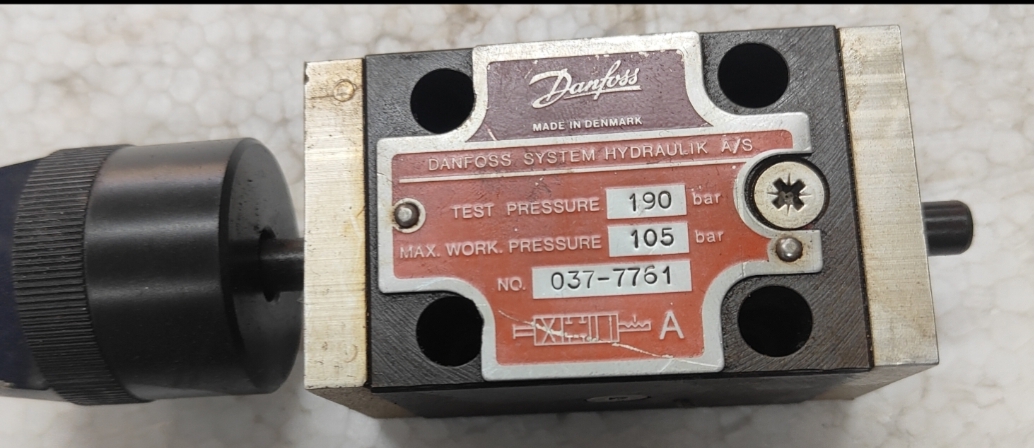 Danfoss
MADE IN DENMARK
DANFOSS SYSTEM HYDRAULIK A/S
TEST PRESSURE 190 bar
MAX. WORK. PRESSURE 105 bar
NO. 037-7761
A